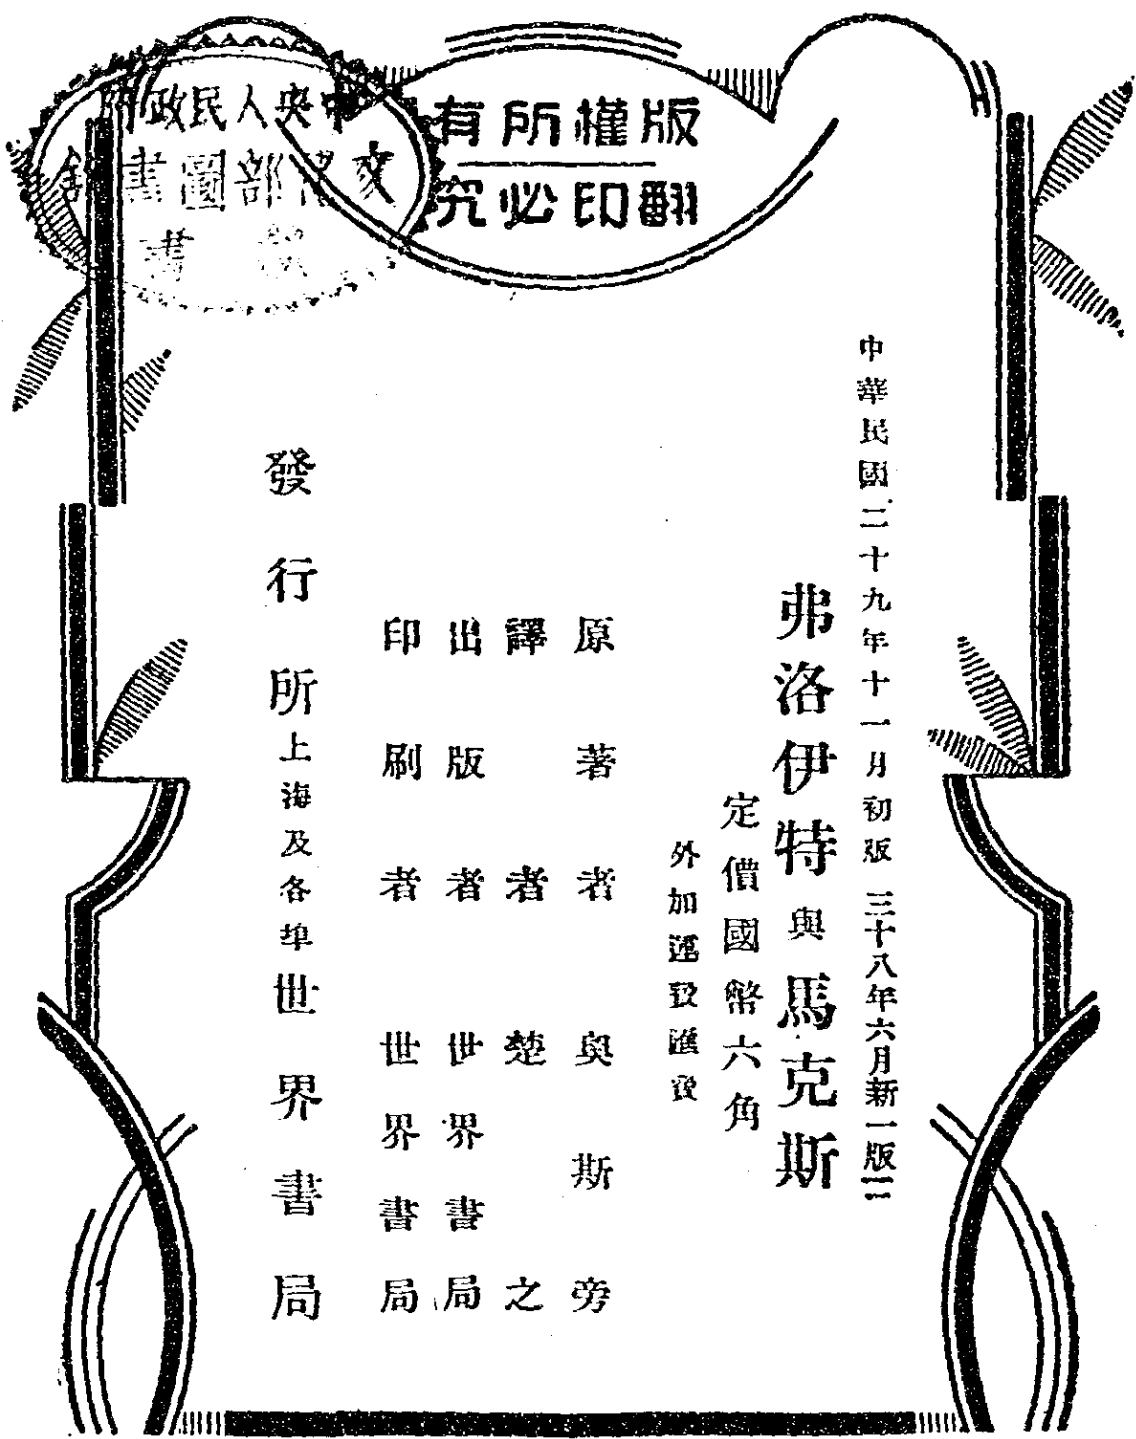 版權所有
翻印必究
中央人民政府
文化部圖書館
書
中華民國二十九年十一月初版 三十八年六月新一版
弗洛伊特與馬克斯
定價國幣六角
外加運費匯費
原著者 奧斯旁
譯者 楚之
出版者 世界書局
印刷者 世界書局
發行所 上海及各埠世界書局